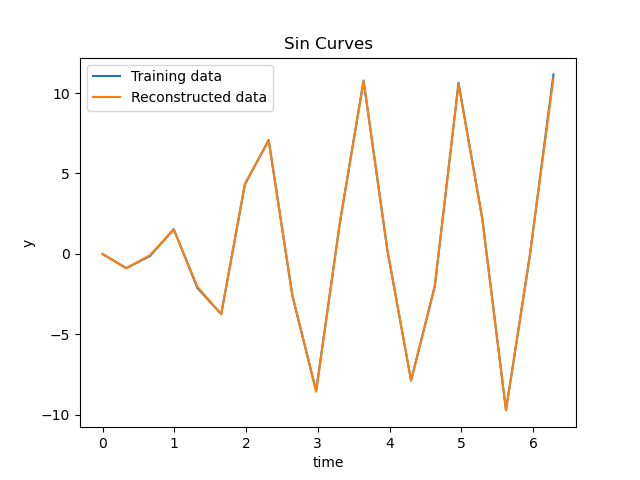 Sin Curves
Training data
Reconstructed data
10
5
0
−5
−10
y
0 1 2 3 4 5 6
time